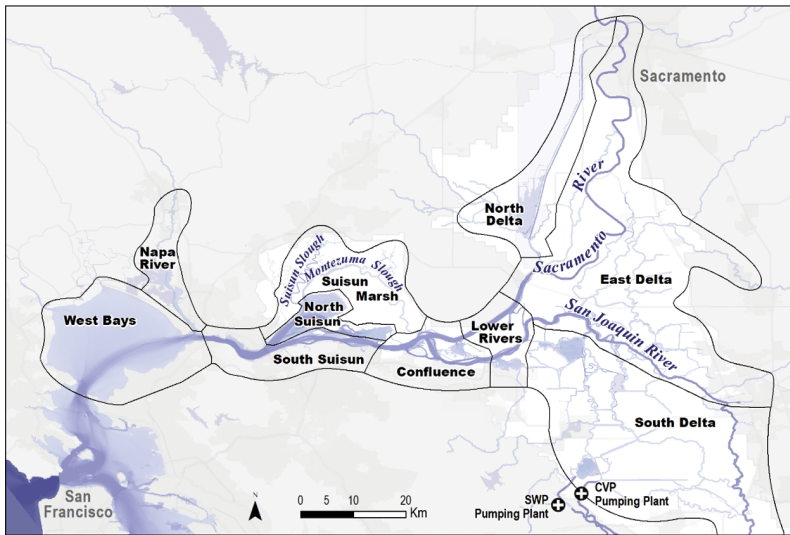 Sacramento
River
North
Delta
Napa
River
Suisun Slough
Montezuma Slough
Sacramento
Suisun
Marsh
East Delta
North
Suisun
West Bays
San Joaquin River
Lower
Rivers
South Suisun
Confluence
South Delta
CVP
Pumping Plant
SWP
Pumping Plant
San
Francisco
N
0 5 10 20
Km